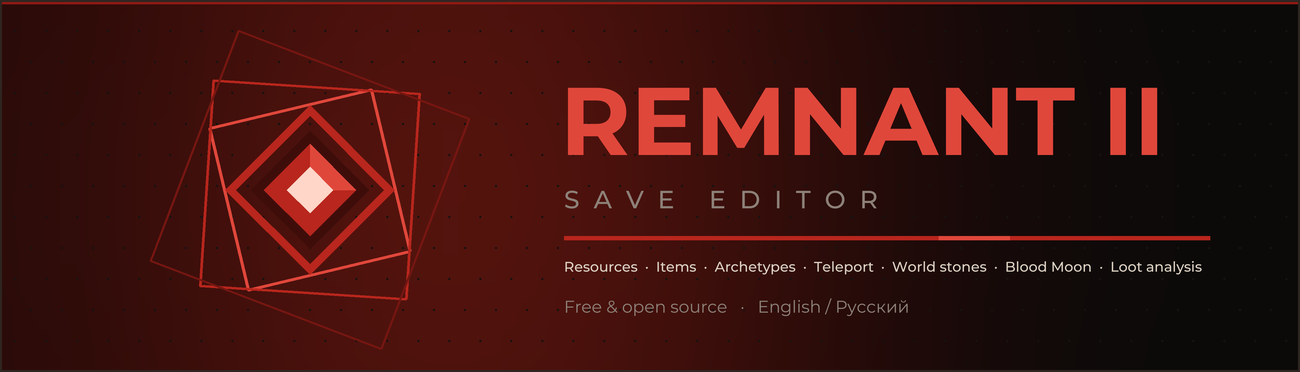 REMNANT II
SAVE EDITOR
Resources · Items · Archetypes · Teleport · World stones · Blood Moon · Loot analysis
Free & open source · English / Русский